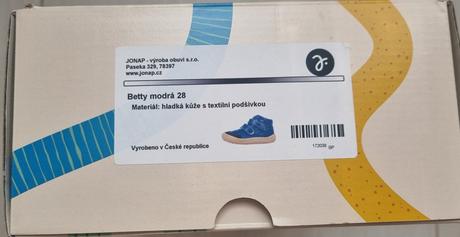 JONAP - výroba obuvi s.r.o.
Paseka 329, 78397
www.jonap.cz
Betty modrá 28
Materiál: hladká kůže s textilní podšívkou
Vyrobeno v České republice